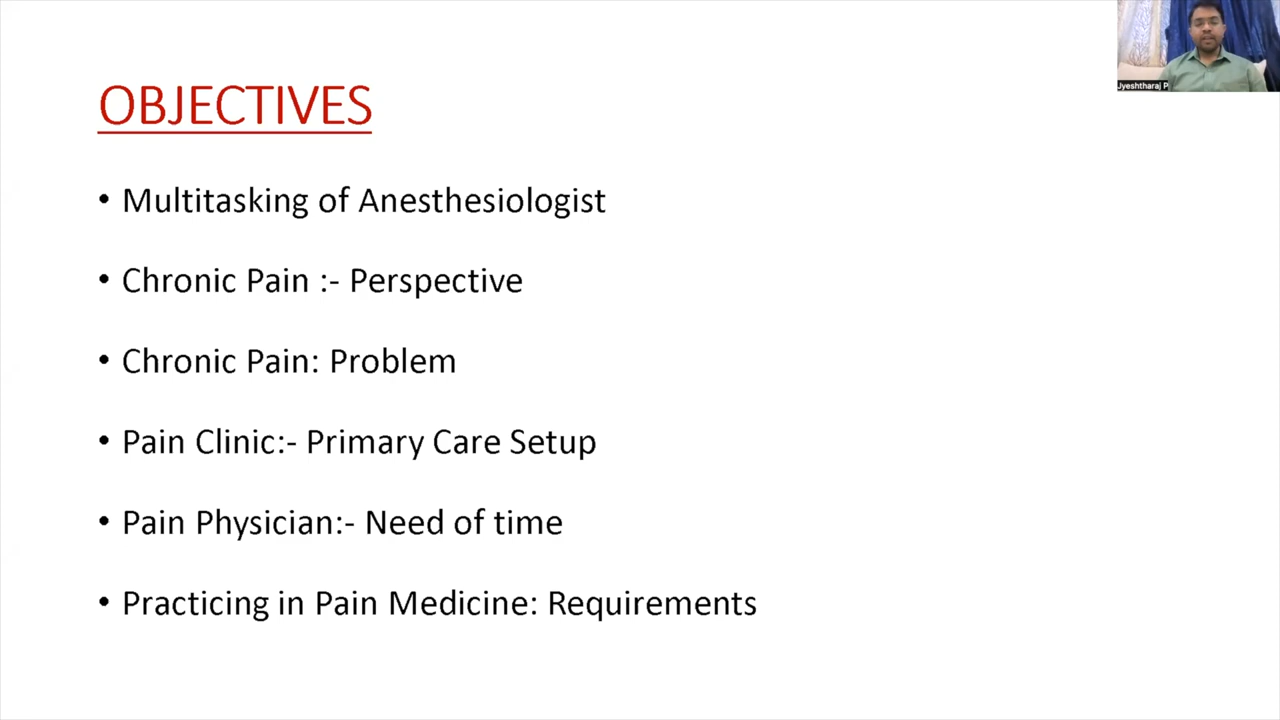 Jyeshtharaj P
OBJECTIVES
• Multitasking of Anesthesiologist
• Chronic Pain :- Perspective
• Chronic Pain: Problem
• Pain Clinic:- Primary Care Setup
• Pain Physician:- Need of time
• Practicing in Pain Medicine: Requirements